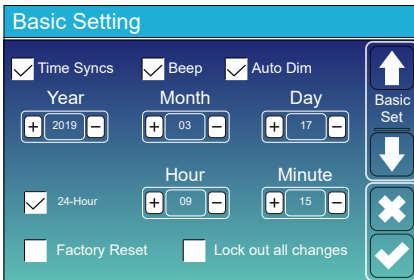 Basic Setting
Time Syncs Beep Auto Dim
Year Month Day
+ 2019 − + 03 − + 17 −
Basic
Set
Hour Minute
24-Hour + 09 − + 15 −
Factory Reset Lock out all changes